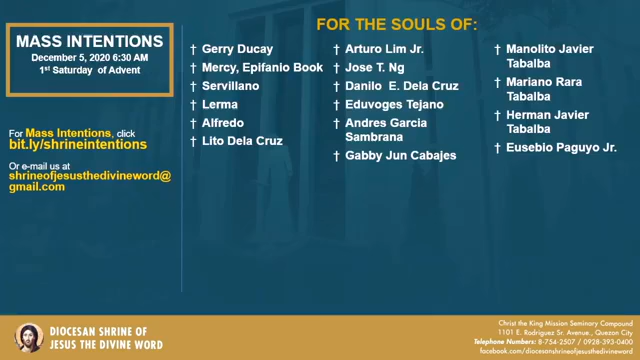 MASS INTENTIONS
December 5, 2020 6:30 AM
1st Saturday of Advent
For Mass Intentions, click
bit.ly/shrineintentions
Or e-mail us at
shrineofjesusthedivineword@
gmail.com
FOR THE SOULS OF:
† Gerry Ducay
† Mercy, Epifanio Book
† Servillano
† Lerma
† Alfredo
† Lito Dela Cruz
† Arturo Lim Jr.
† Jose T. Ng
† Danilo E. Dela Cruz
† Eduvoges Tejano
† Andres Garcia
Sambrana
† Gabby Jun Cabajes
† Manolito Javier
Tabalba
† Mariano Rara
Tabalba
† Herman Javier
Tabalba
† Eusebio Paguyo Jr.
DIOCESAN SHRINE OF
JESUS THE DIVINE WORD
Christ the King Mission Seminary Compound
1101 E. Rodriguez Sr. Avenue., Quezon City
Telephone Numbers: 8-754-2507 / 0928-393-0400
facebook.com/diocesanshrineofjesusthedivineword